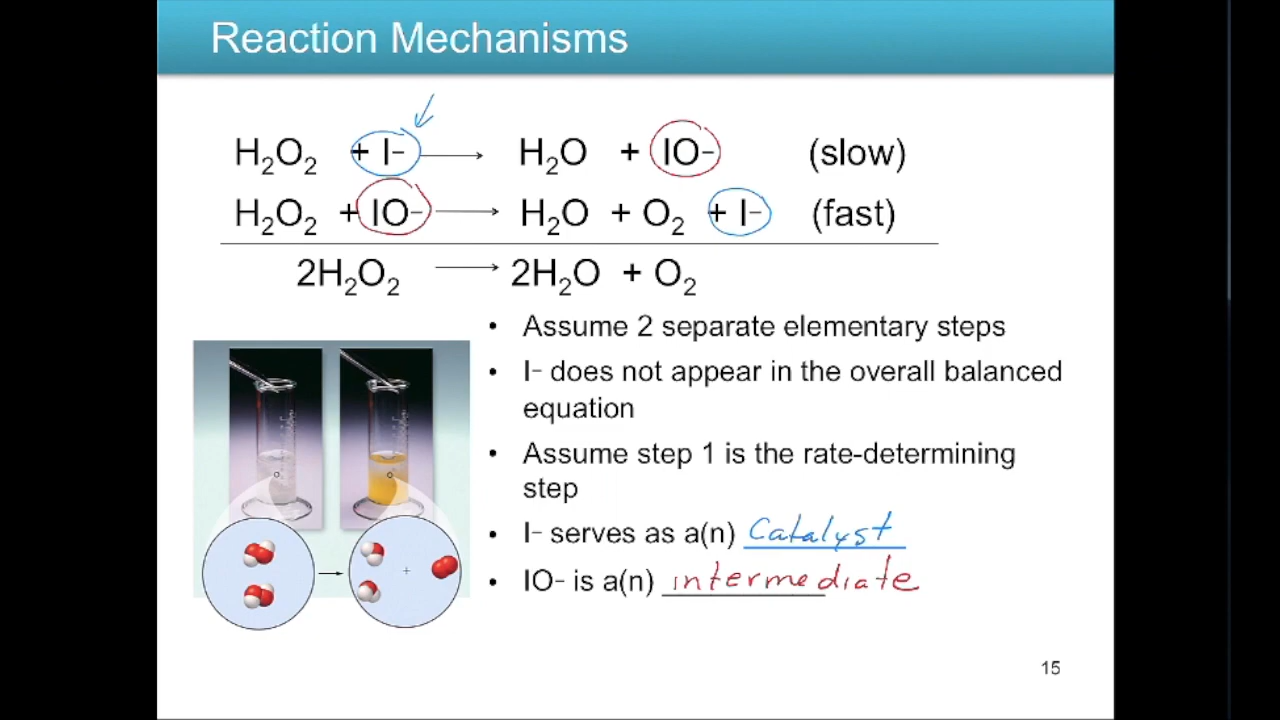 Reaction Mechanisms
H₂O₂ + I– → H₂O + IO– (slow)
H₂O₂ + IO– → H₂O + O₂ + I– (fast)
2H₂O₂ → 2H₂O + O₂
• Assume 2 separate elementary steps
• I– does not appear in the overall balanced
equation
• Assume step 1 is the rate-determining
step
• I– serves as a(n) Catalyst
• IO– is a(n) intermediate
+
15